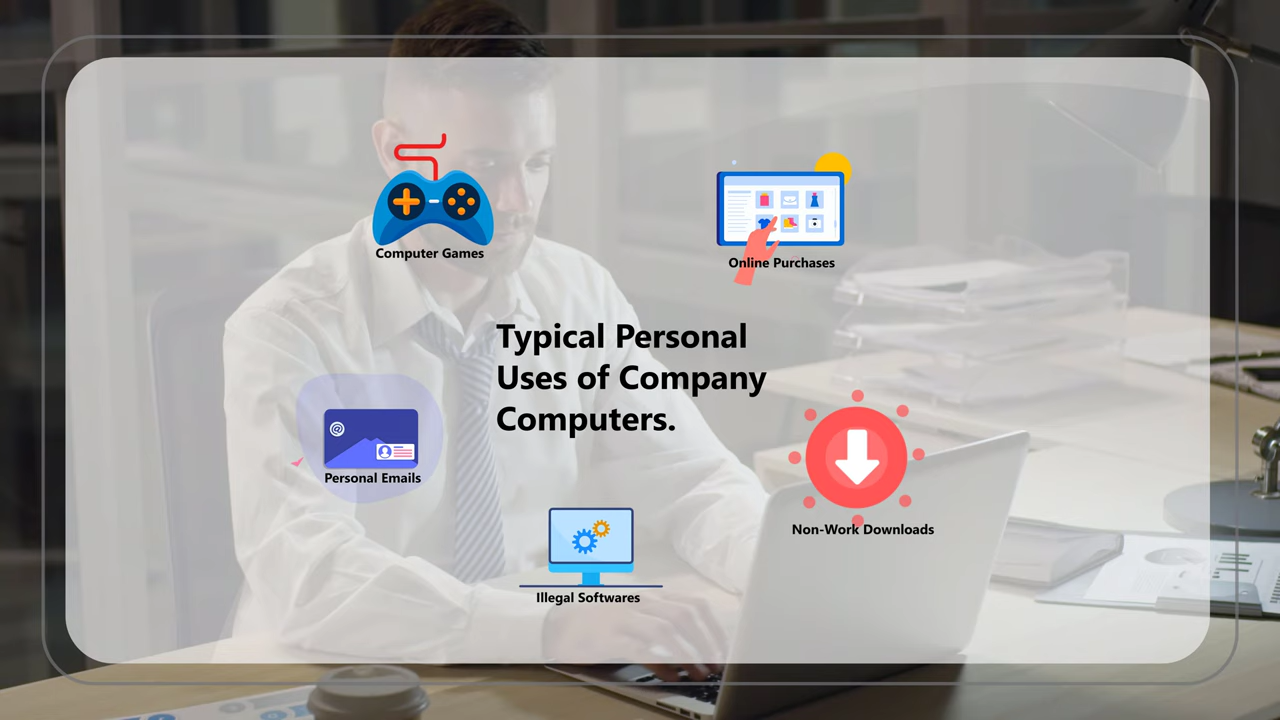 Computer Games
Online Purchases
Typical Personal
Uses of Company
Computers.
Personal Emails
Non-Work Downloads
Illegal Softwares